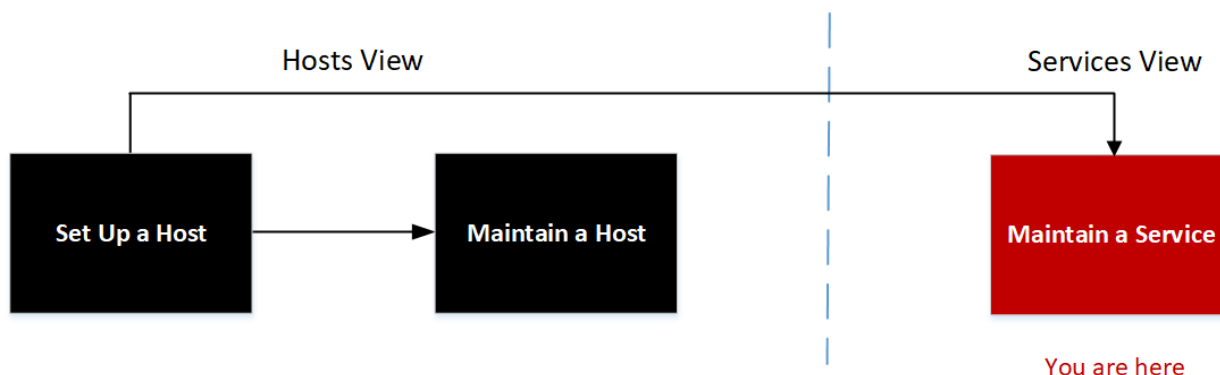 Hosts View
Services View
Set Up a Host
Maintain a Host
Maintain a Service
You are here